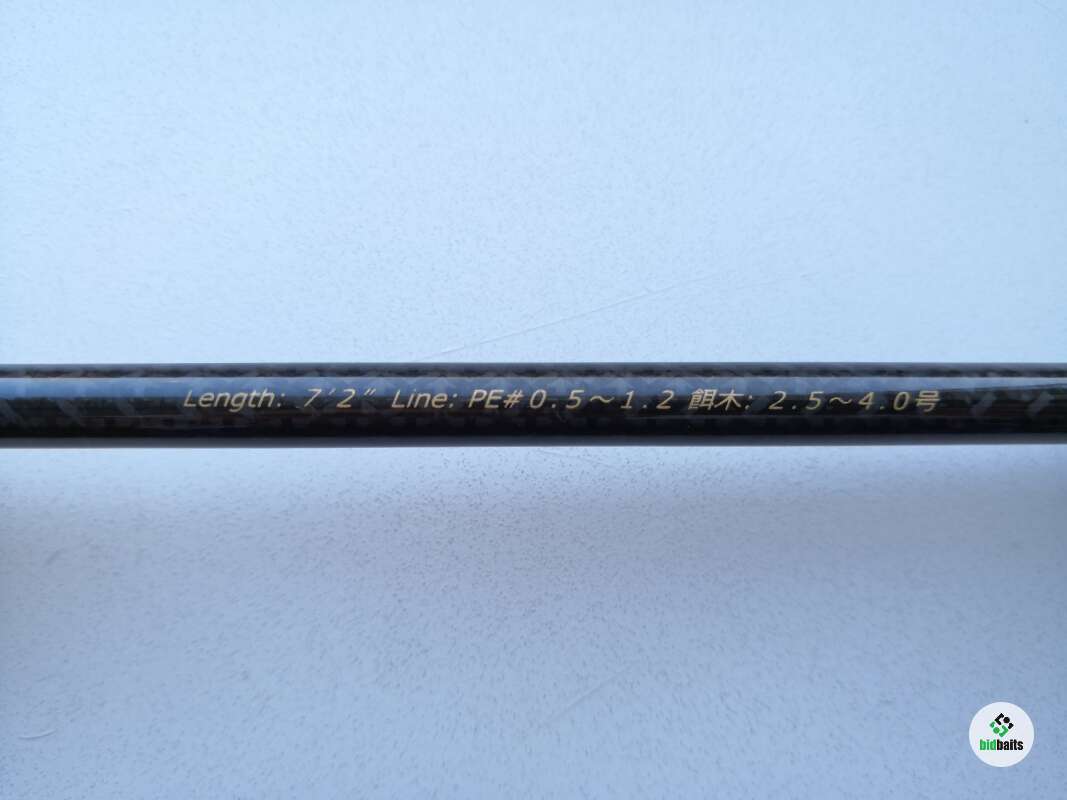 Length: 7'2" Line: PE#0.5～1.2 餌木: 2.5～4.0号
bidbaits